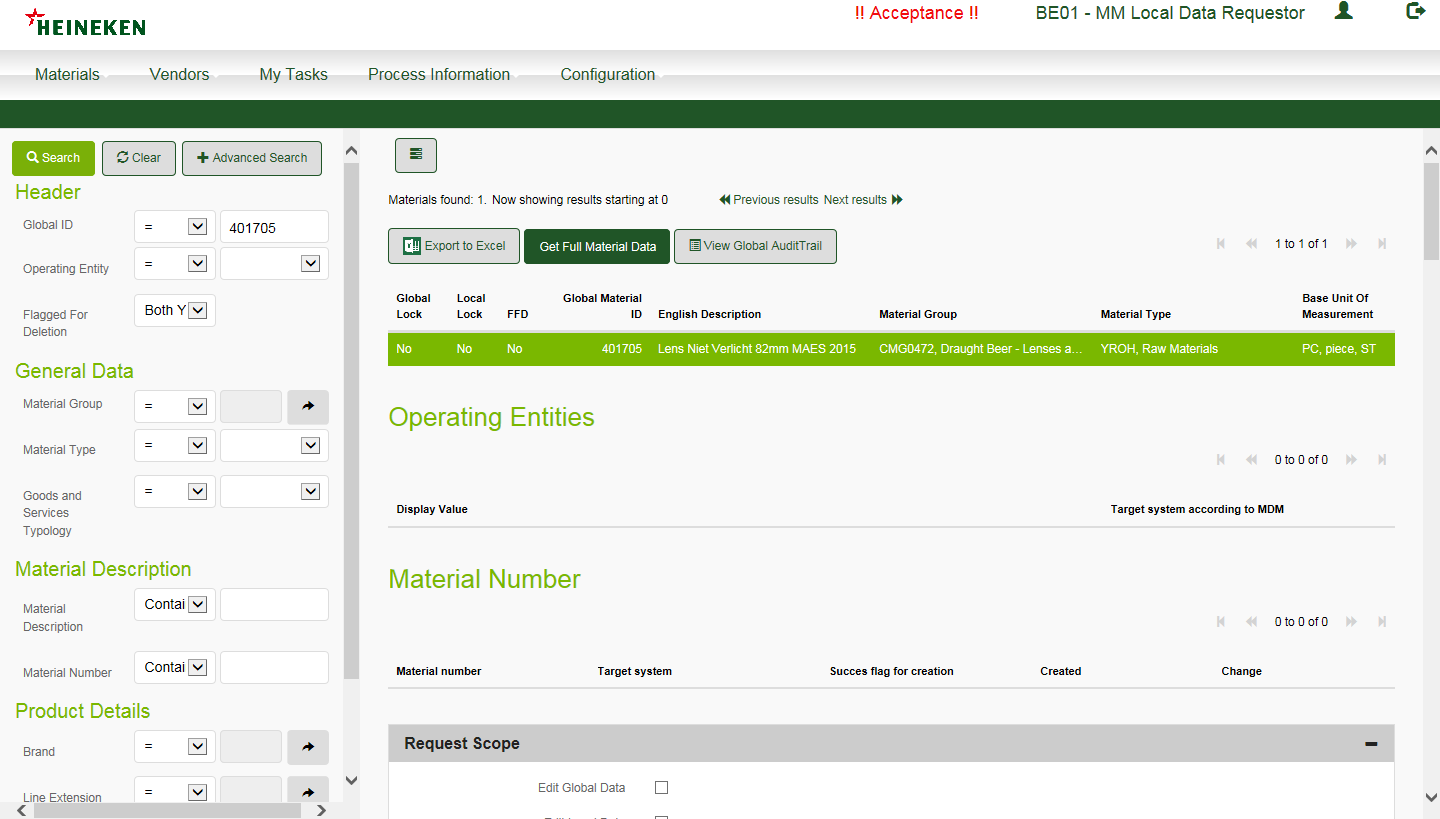 HEINEKEN
!! Acceptance !!
BE01 - MM Local Data Requestor
Materials Vendors My Tasks Process Information Configuration
Search Clear Advanced Search
Header
Global ID = 401705
Operating Entity =
Flagged For
Deletion
Both Y
General Data
Material Group =
Material Type =
Goods and
Services
Typology
=
Material Description
Material
Description
Contai
Material Number Contai
Product Details
Brand =
Line Extension =
Materials found: 1. Now showing results starting at 0 Previous results Next results
Export to Excel Get Full Material Data View Global AuditTrail 1 to 1 of 1
Global
Lock
Local
Lock
FFD
Global Material
ID
English Description
Material Group
Material Type
Base Unit Of
Measurement
No No No 401705 Lens Niet Verlicht 82mm MAES 2015 CMG0472, Draught Beer - Lenses a... YROH, Raw Materials PC, piece, ST
Operating Entities
0 to 0 of 0
Display Value Target system according to MDM
Material Number
0 to 0 of 0
Material number Target system Succes flag for creation Created Change
Request Scope
Edit Global Data